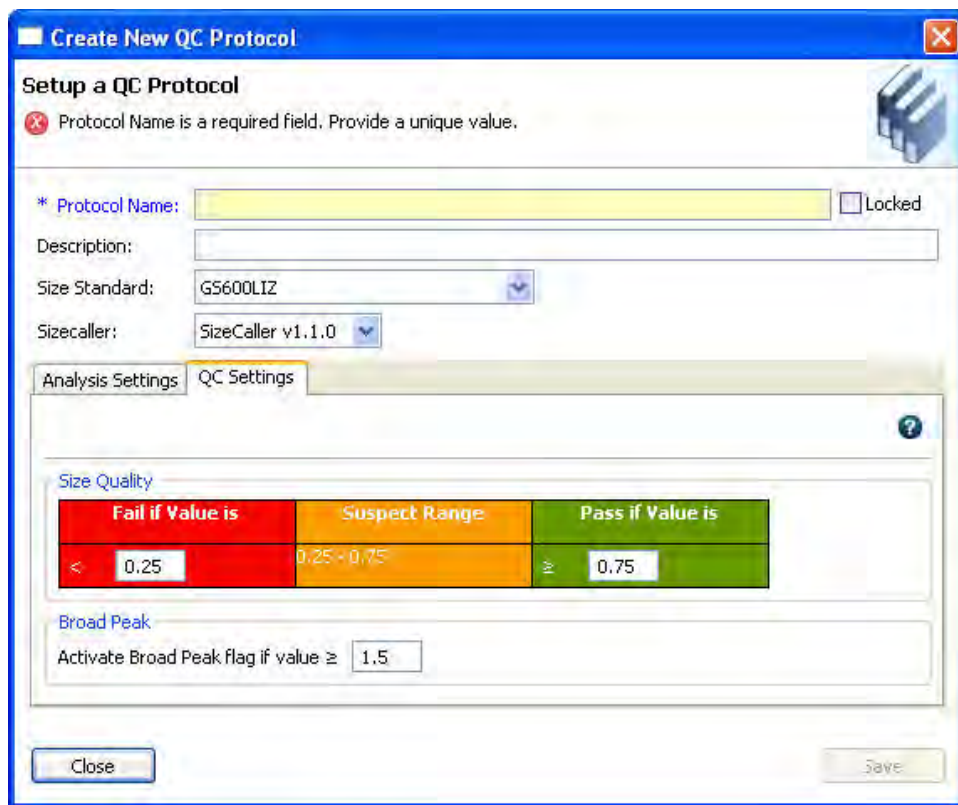 Create New QC Protocol
Setup a QC Protocol
Protocol Name is a required field. Provide a unique value.
* Protocol Name:
Locked
Description:
Size Standard: GS600LIZ
Sizecaller: SizeCaller v1.1.0
Analysis Settings QC Settings
?
Size Quality
Fail if Value is Suspect Range Pass if Value is
< 0.25 0.25 - 0.75 ≥ 0.75
Broad Peak
Activate Broad Peak flag if value ≥ 1.5
Close Save